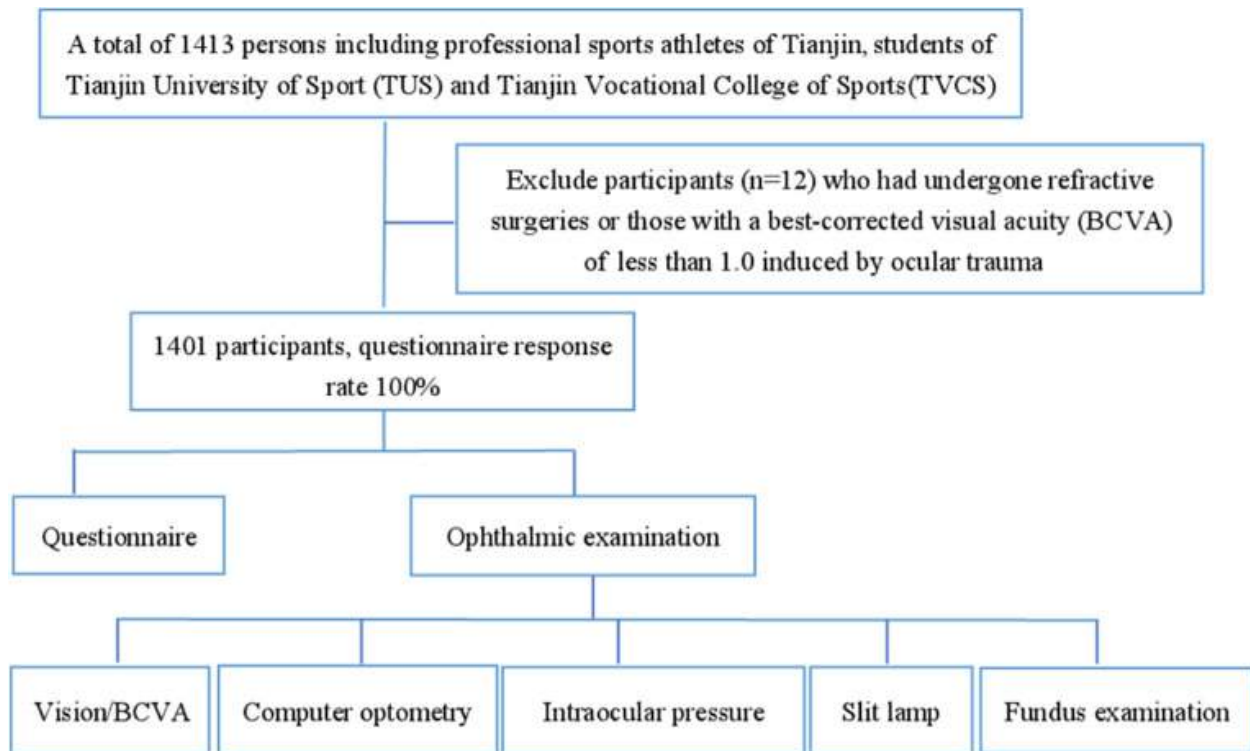 A total of 1413 persons including professional sports athletes of Tianjin, students of
Tianjin University of Sport (TUS) and Tianjin Vocational College of Sports(TVCS)
Exclude participants (n=12) who had undergone refractive
surgeries or those with a best-corrected visual acuity (BCVA)
of less than 1.0 induced by ocular trauma
1401 participants, questionnaire response
rate 100%
Questionnaire
Ophthalmic examination
Vision/BCVA
Computer optometry
Intraocular pressure
Slit lamp
Fundus examination